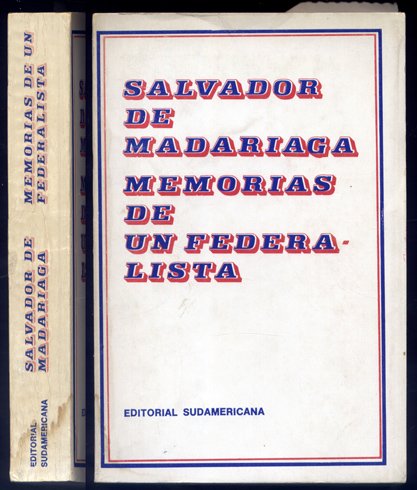 MEMORIAS DE UN
FEDERALISTA
SALVADOR DE
MADARIAGA
EDITORIAL
SUDAMERICANA
SALVADOR
DE
MADARIAGA
MEMORIAS
DE
UN FEDERA-
LISTA
EDITORIAL SUDAMERICANA